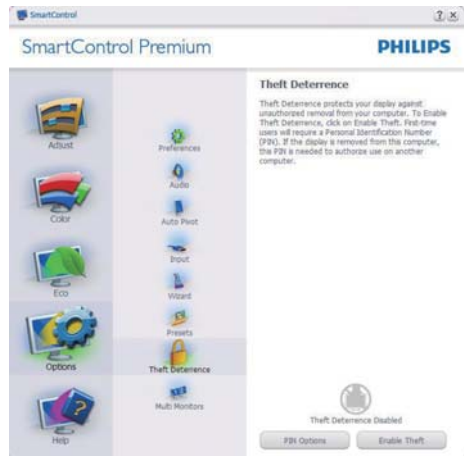 SmartControl
SmartControl Premium
PHILIPS
Adjust
Color
Eco
Options
Help
Preferences
Audio
Auto Pivot
Input
Wizard
Presets
Theft Deterrence
Multi Monitors
Theft Deterrence
Theft Deterrence protects your display against
unauthorized removal from your computer. To Enable
Theft Deterrence, click on Enable Theft. First-time
users will require a Personal Identification Number
(PIN). If the display is removed from this computer,
this PIN is needed to authorize use on another
computer.
Theft Deterrence Disabled
PIN Options
Enable Theft